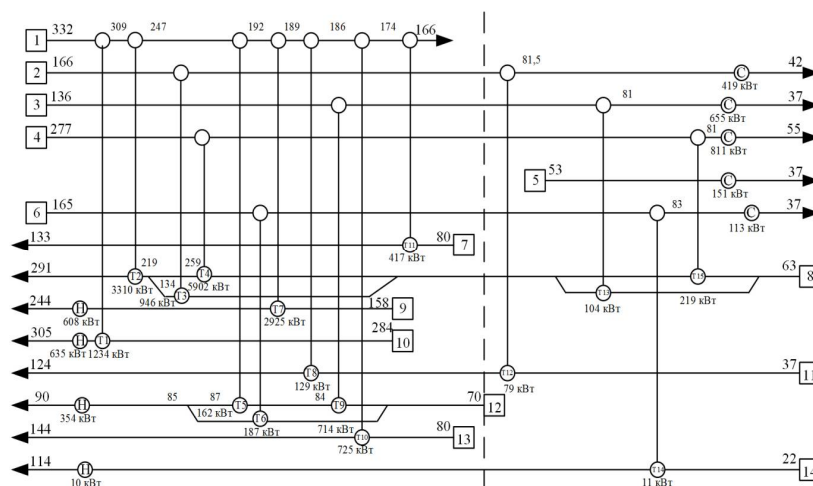 1 332 309 247 192 189 186 174 166
2 166 81,5 С 42
419 кВт
3 136 81 С 37
655 кВт
4 277 81 С 55
811 кВт
5 53 С 37
151 кВт
6 165 83 С 37
113 кВт
133 Т11 80 7
417 кВт
291 219 Т2 259 Т4 Т15 63 8
3310 кВт 134 Т3 5902 кВт Т13 219 кВт
946 кВт 104 кВт
244 Н Т7 158 9
608 кВт 2925 кВт
305 Н Т1 284 10
635 кВт 1234 кВт
124 Т8 Т12 37 11
129 кВт 79 кВт
90 Н 85 87 Т5 84 Т9 70 12
354 кВт 162 кВт Т6 714 кВт
187 кВт
144 Т10 80 13
725 кВт
114 Н Т14 22 14
10 кВт 11 кВт